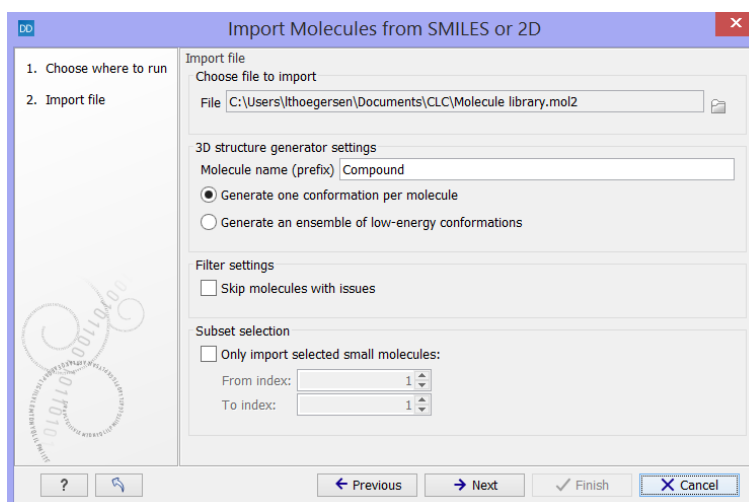 DD
Import Molecules from SMILES or 2D
1. Choose where to run
2. Import file
Import file
Choose file to import
File C:\Users\lthoegersen\Documents\CLC\Molecule library.mol2
3D structure generator settings
Molecule name (prefix) Compound
Generate one conformation per molecule
Generate an ensemble of low-energy conformations
Filter settings
Skip molecules with issues
Subset selection
Only import selected small molecules:
From index: 1
To index: 1
? Previous Next Finish Cancel